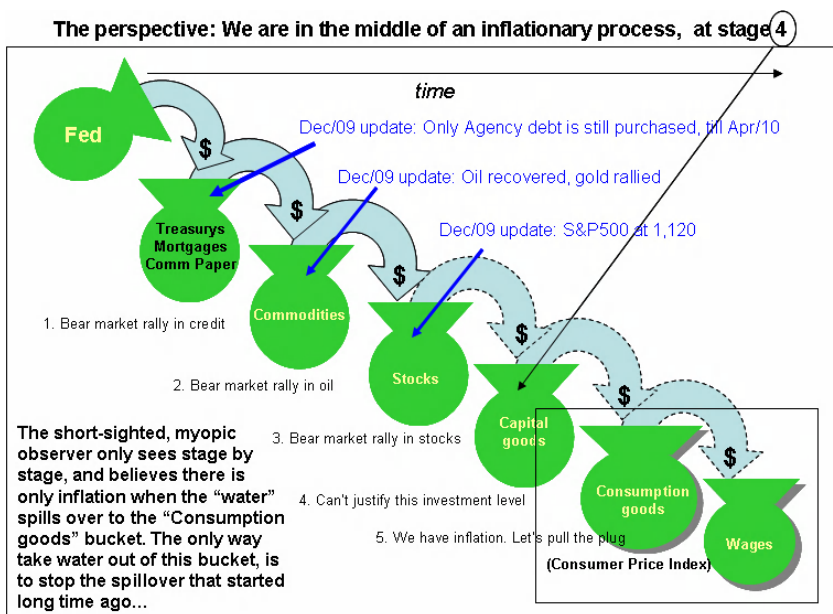 The perspective: We are in the middle of an inflationary process, at stage 4
time
Fed
$
Dec/09 update: Only Agency debt is still purchased, till Apr/10
Treasurys
Mortgages
Comm Paper
$
Dec/09 update: Oil recovered, gold rallied
Commodities
1. Bear market rally in credit
$
Dec/09 update: S&P500 at 1,120
Stocks
2. Bear market rally in oil
$
Capital
goods
3. Bear market rally in stocks
$
Consumption
goods
4. Can't justify this investment level
$
Wages
5. We have inflation. Let's pull the plug
(Consumer Price Index)
The short-sighted, myopic
observer only sees stage by
stage, and believes there is
only inflation when the “water”
spills over to the “Consumption
goods” bucket. The only way
take water out of this bucket, is
to stop the spillover that started
long time ago…